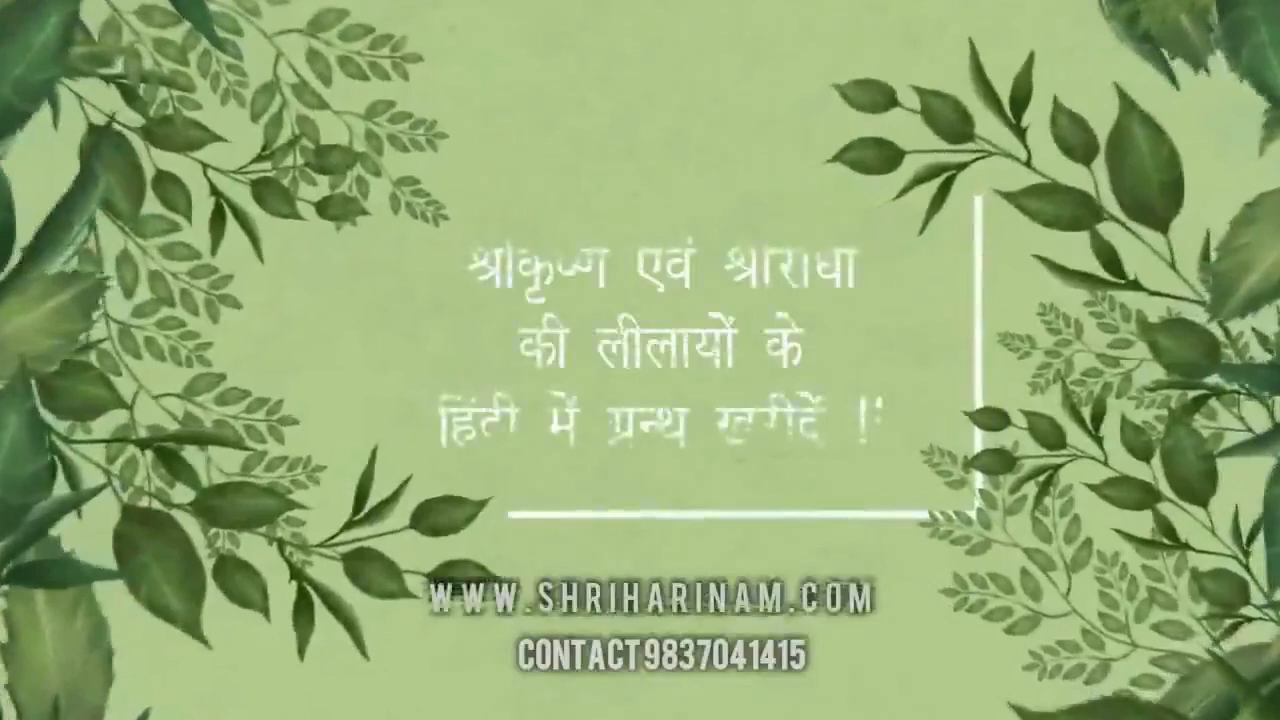 श्रीकृष्ण एवं श्रीराधा
की लीलायों के
हिंदी में ग्रन्थ खरीदें !
WWW.SHRIHARINAM.COM
CONTACT 9837041415